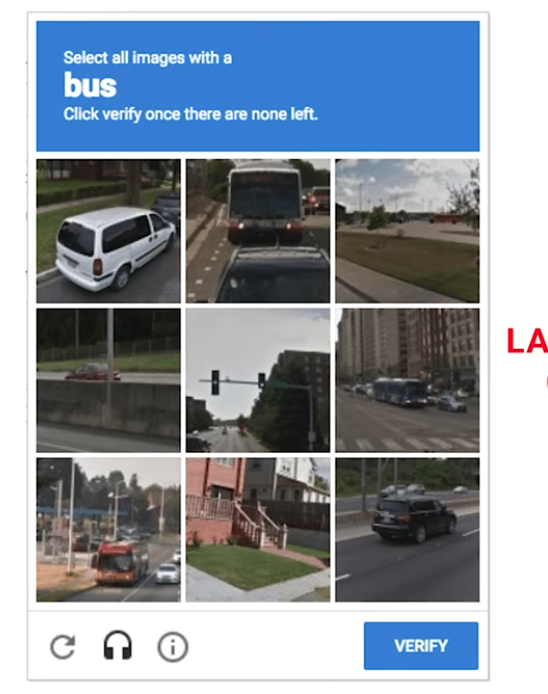 Select all images with a
bus
Click verify once there are none left.
LA
VERIFY